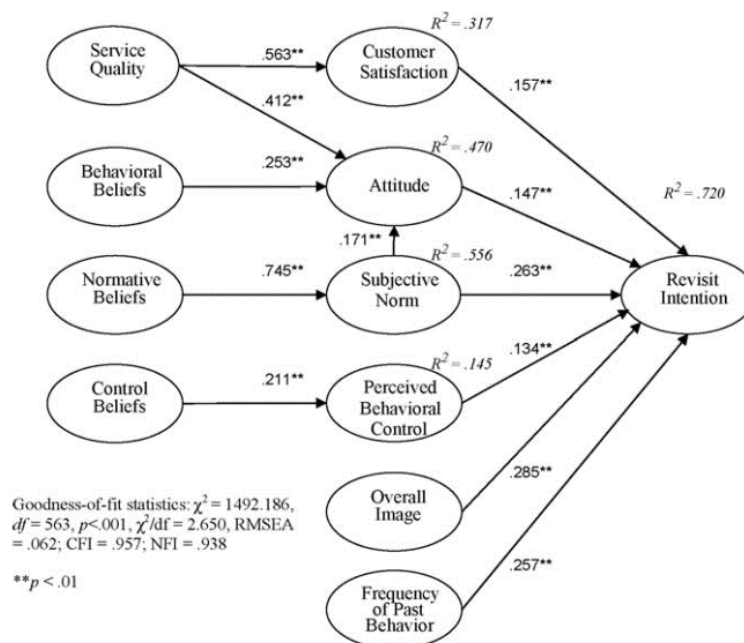 R² = .317
Service
Quality
.563**
Customer
Satisfaction
.157**
.412**
R² = .470
Behavioral
Beliefs
.253**
Attitude
.147**
R² = .720
.171**
R² = .556
Normative
Beliefs
.745**
Subjective
Norm
.263**
Revisit
Intention
R² = .145
.134**
Control
Beliefs
.211**
Perceived
Behavioral
Control
.285**
Overall
Image
Goodness-of-fit statistics: χ² = 1492.186,
df = 563, p<.001, χ²/df = 2.650, RMSEA
= .062; CFI = .957; NFI = .938
.257**
**p < .01
Frequency
of Past
Behavior